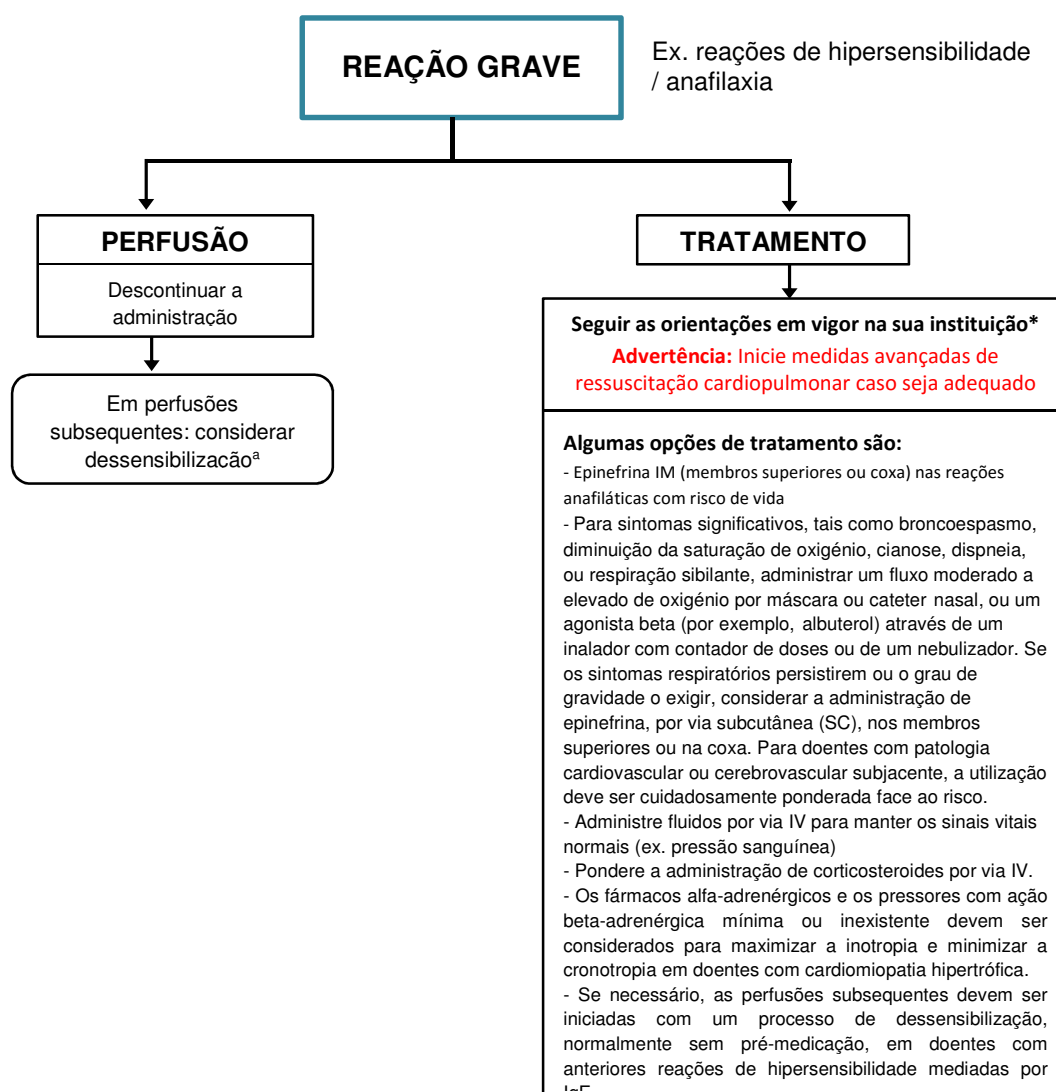 REAÇÃO GRAVE
Ex. reações de hipersensibilidade
/ anafilaxia
PERFUSÃO
Descontinuar a
administração
Em perfusões
subsequentes: considerar
dessensibilizacãoᵃ
TRATAMENTO
Seguir as orientações em vigor na sua instituição*
Advertência: Inicie medidas avançadas de
ressuscitação cardiopulmonar caso seja adequado
Algumas opções de tratamento são:
- Epinefrina IM (membros superiores ou coxa) nas reações
anafiláticas com risco de vida
- Para sintomas significativos, tais como broncoespasmo,
diminuição da saturação de oxigénio, cianose, dispneia,
ou respiração sibilante, administrar um fluxo moderado a
elevado de oxigénio por máscara ou cateter nasal, ou um
agonista beta (por exemplo, albuterol) através de um
inalador com contador de doses ou de um nebulizador. Se
os sintomas respiratórios persistirem ou o grau de
gravidade o exigir, considerar a administração de
epinefrina, por via subcutânea (SC), nos membros
superiores ou na coxa. Para doentes com patologia
cardiovascular ou cerebrovascular subjacente, a utilização
deve ser cuidadosamente ponderada face ao risco.
- Administre fluidos por via IV para manter os sinais vitais
normais (ex. pressão sanguínea)
- Pondere a administração de corticosteroides por via IV.
- Os fármacos alfa-adrenérgicos e os pressores com ação
beta-adrenérgica mínima ou inexistente devem ser
considerados para maximizar a inotropia e minimizar a
cronotropia em doentes com cardiomiopatia hipertrófica.
- Se necessário, as perfusões subsequentes devem ser
iniciadas com um processo de dessensibilização,
normalmente sem pré-medicação, em doentes com
anteriores reações de hipersensibilidade mediadas por